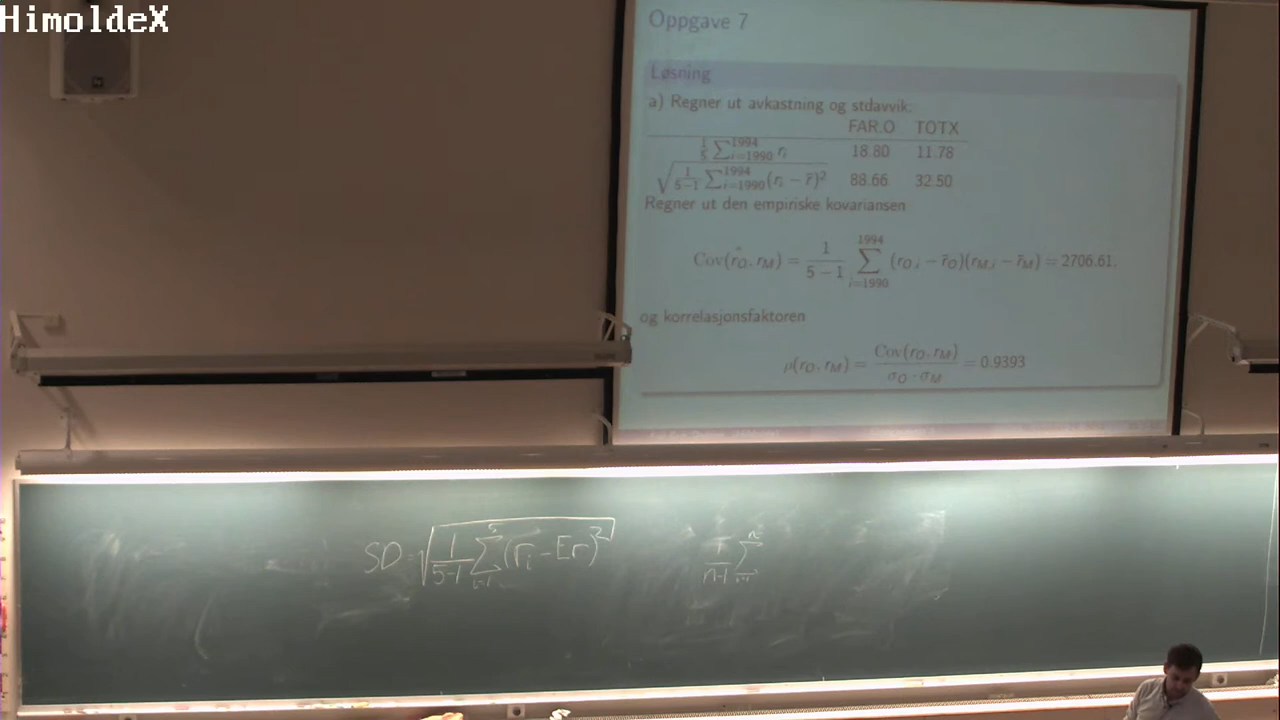 HimoldeX
Oppgave 7
Løsning
a) Regner ut avkastning og stdavvik:
FAR.O TOTX
1/5 ∑_{i=1990}^{1994} r_i 18.80 11.78
√(1/(5−1) ∑_{i=1990}^{1994} (r_i − r̄)²) 88.66 32.50
Regner ut den empiriske kovariansen
Cov̂(r_O, r_M) = 1/(5 − 1) ∑_{i=1990}^{1994} (r_{O,i} − r̄_O)(r_{M,i} − r̄_M) = 2706.61,
og korrelasjonsfaktoren
ρ(r_O, r_M) = Cov(r_O, r_M)/(σ_O · σ_M) = 0.9393
SD = √(1/(5-1) ∑_{i=1}^{5} (r_i − Er)²)
1/(n-1) ∑_{i=1}^{n}